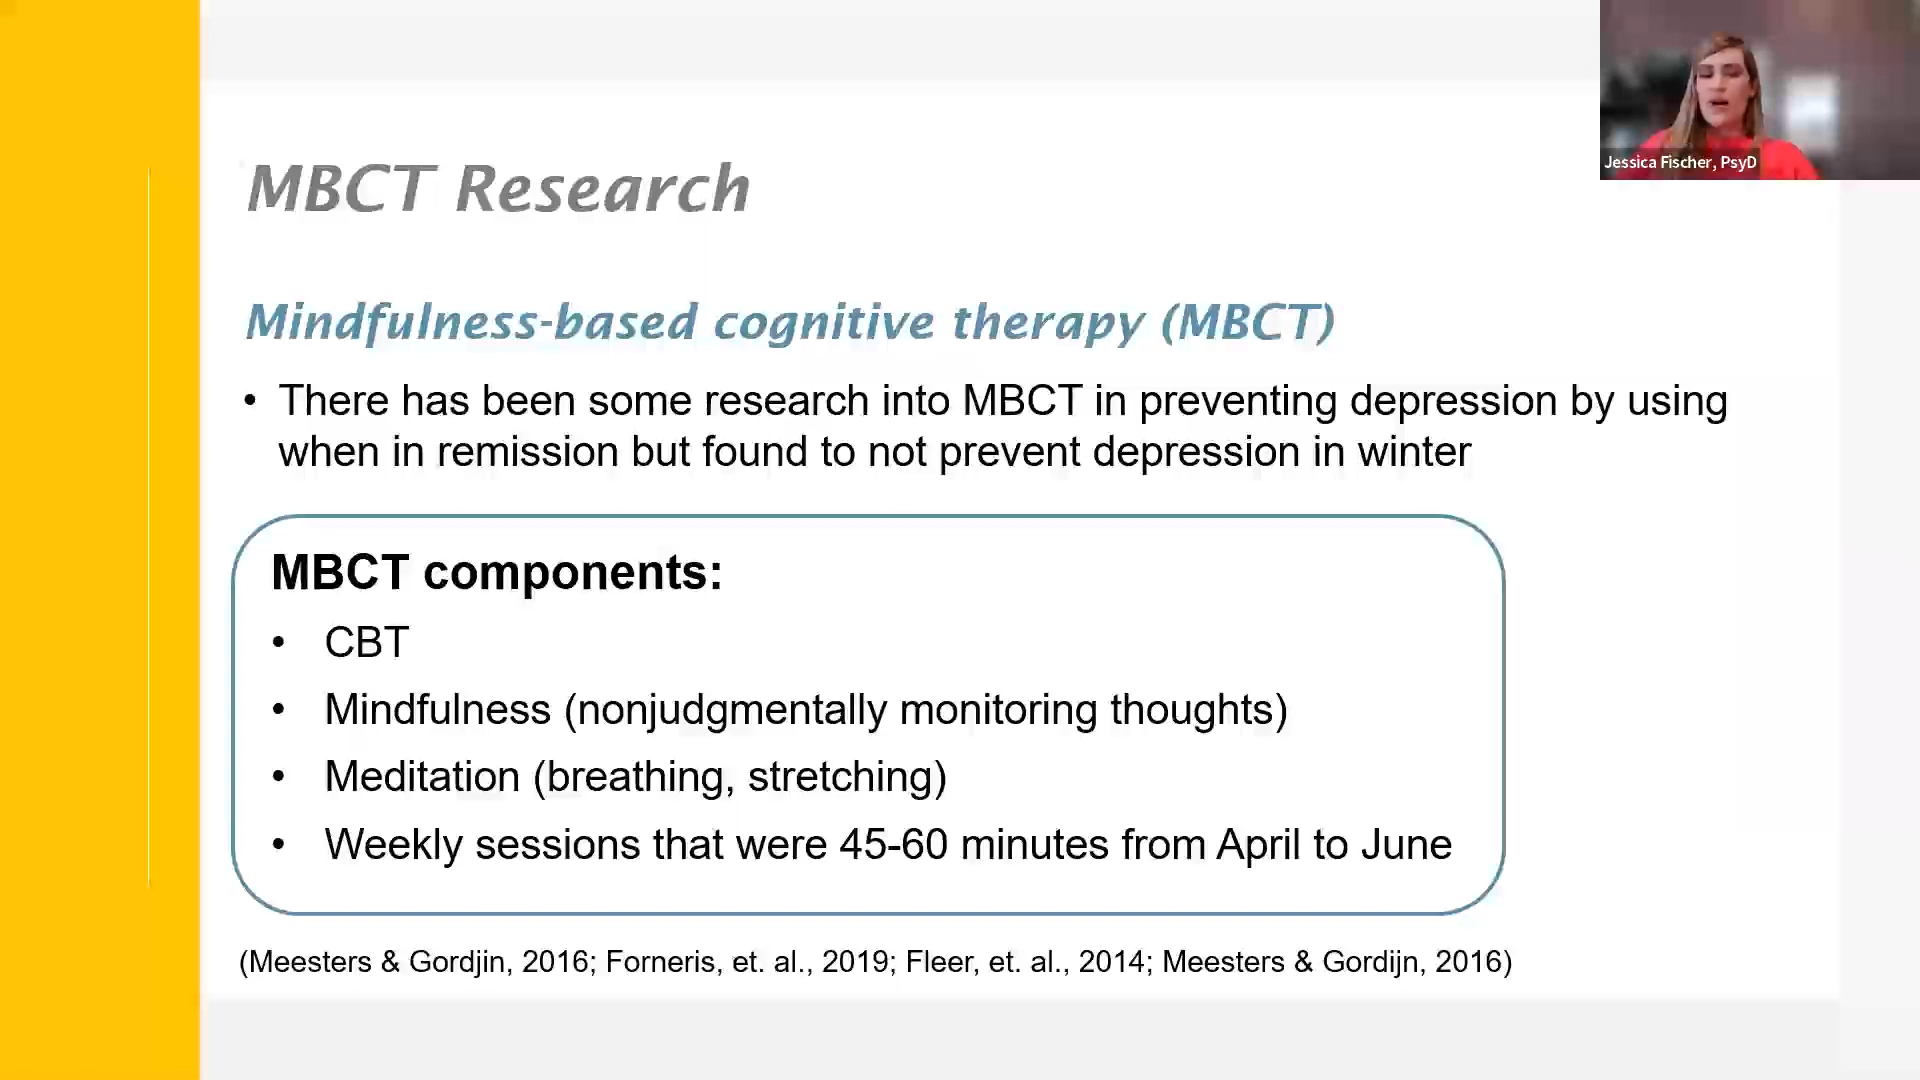 Jessica Fischer, PsyD
MBCT Research
Mindfulness-based cognitive therapy (MBCT)
• There has been some research into MBCT in preventing depression by using
when in remission but found to not prevent depression in winter
MBCT components:
• CBT
• Mindfulness (nonjudgmentally monitoring thoughts)
• Meditation (breathing, stretching)
• Weekly sessions that were 45-60 minutes from April to June
(Meesters & Gordjin, 2016; Forneris, et. al., 2019; Fleer, et. al., 2014; Meesters & Gordijn, 2016)